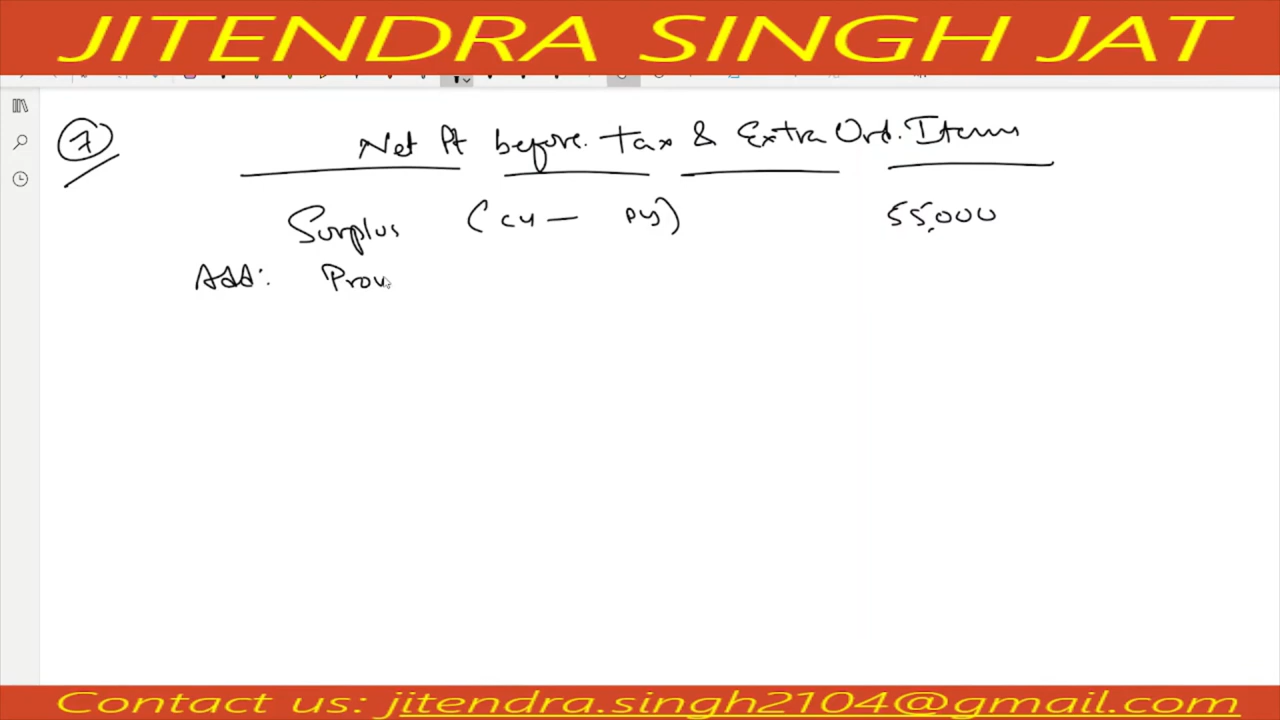 JITENDRA SINGH JAT
7
Net Pt before Tax & Extra Ord. Items
Surplus (cy — py) 55,000
Add: Prov
Contact us: jitendra.singh2104@gmail.com